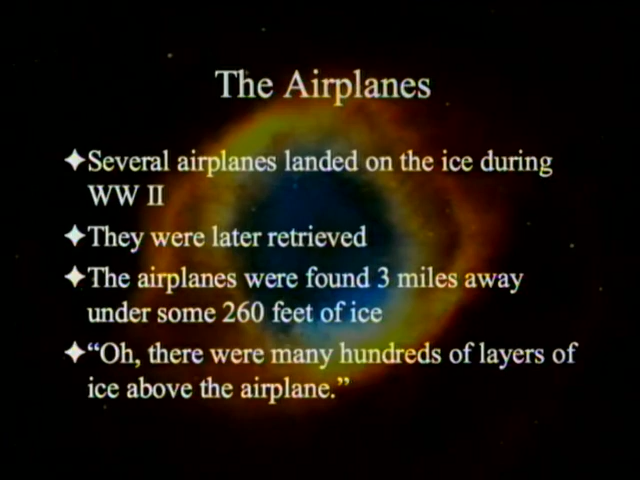 The Airplanes
✦Several airplanes landed on the ice during
WW II
✦They were later retrieved
✦The airplanes were found 3 miles away
under some 260 feet of ice
✦“Oh, there were many hundreds of layers of
ice above the airplane.”